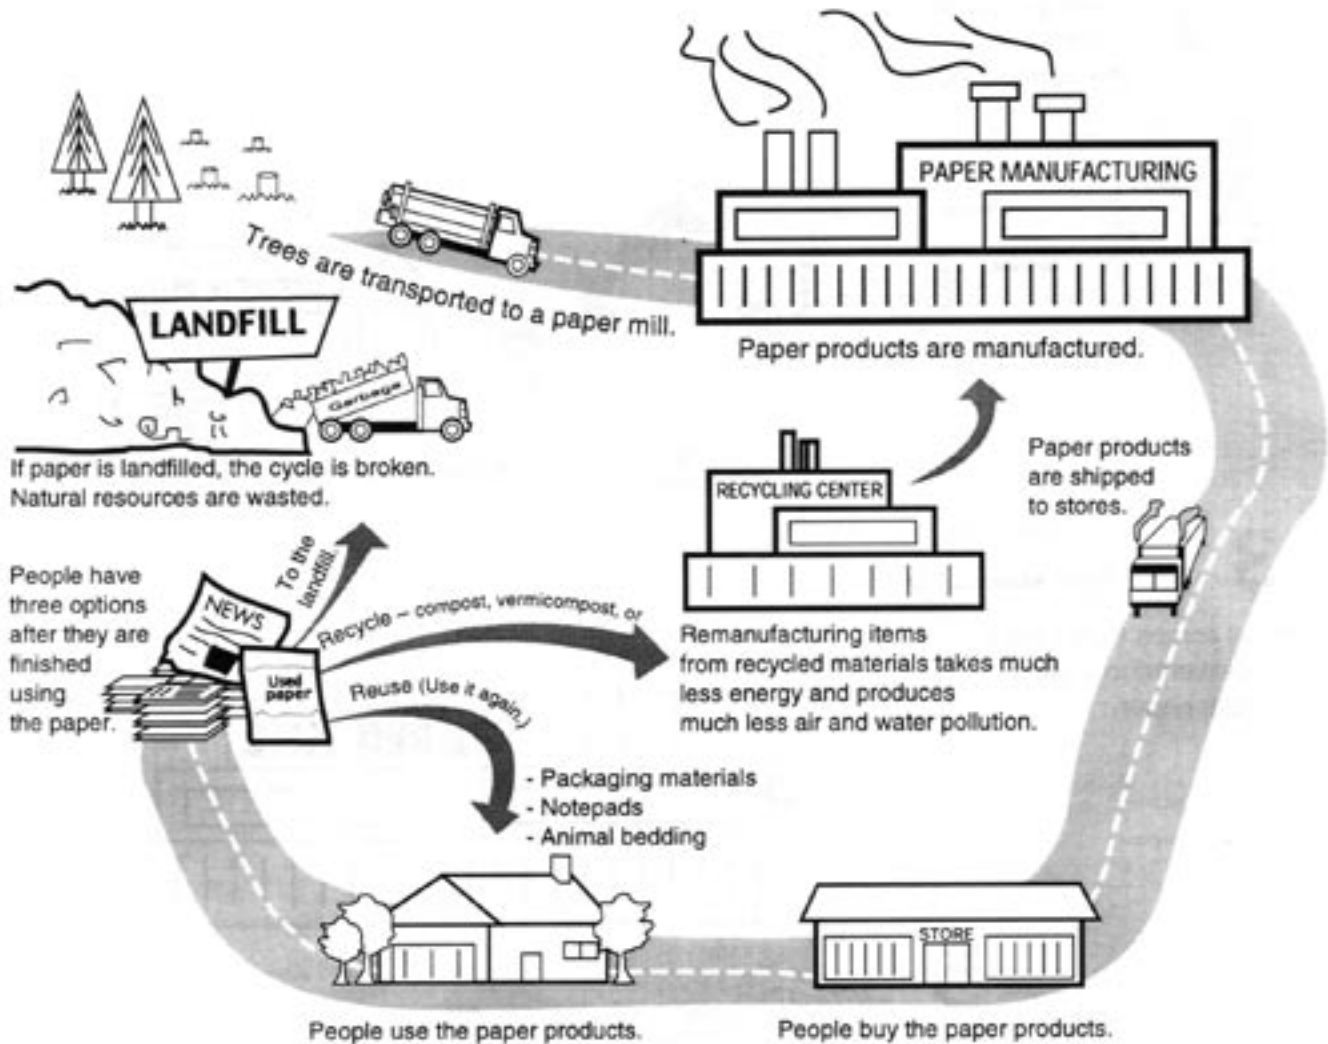 PAPER MANUFACTURING
Trees are transported to a paper mill.
LANDFILL
Garbage
Paper products are manufactured.
If paper is landfilled, the cycle is broken.
Natural resources are wasted.
RECYCLING CENTER
Paper products
are shipped
to stores.
People have
three options
after they are
finished
using
the paper.
NEWS
Used
paper
To the
landfill.
Recycle – compost, vermicompost, or
Reuse (Use it again.)
Remanufacturing items
from recycled materials takes much
less energy and produces
much less air and water pollution.
- Packaging materials
- Notepads
- Animal bedding
STORE
People use the paper products.
People buy the paper products.